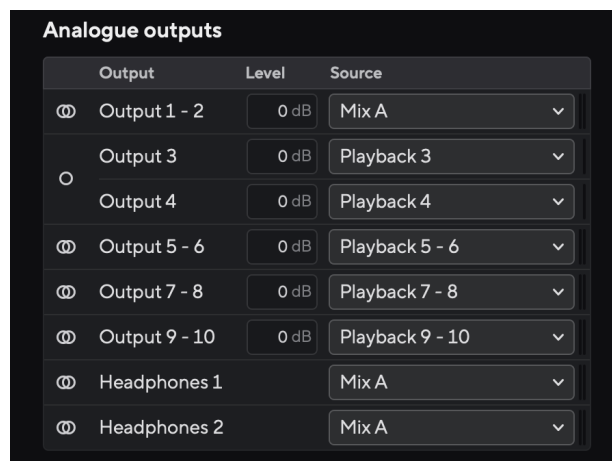 Analogue outputs
Output Level Source
Output 1 - 2 0 dB Mix A
Output 3 0 dB Playback 3
Output 4 0 dB Playback 4
Output 5 - 6 0 dB Playback 5 - 6
Output 7 - 8 0 dB Playback 7 - 8
Output 9 - 10 0 dB Playback 9 - 10
Headphones 1 Mix A
Headphones 2 Mix A